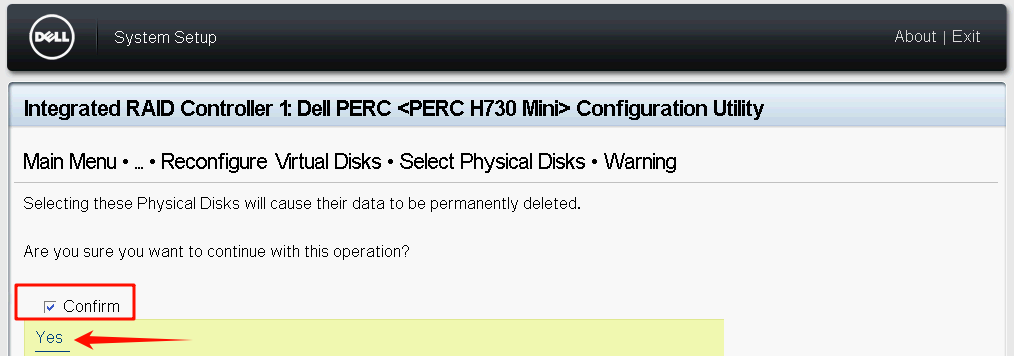 DELL
System Setup
About | Exit
Integrated RAID Controller 1: Dell PERC <PERC H730 Mini> Configuration Utility
Main Menu • ... • Reconfigure Virtual Disks • Select Physical Disks • Warning
Selecting these Physical Disks will cause their data to be permanently deleted.
Are you sure you want to continue with this operation?
Confirm
Yes